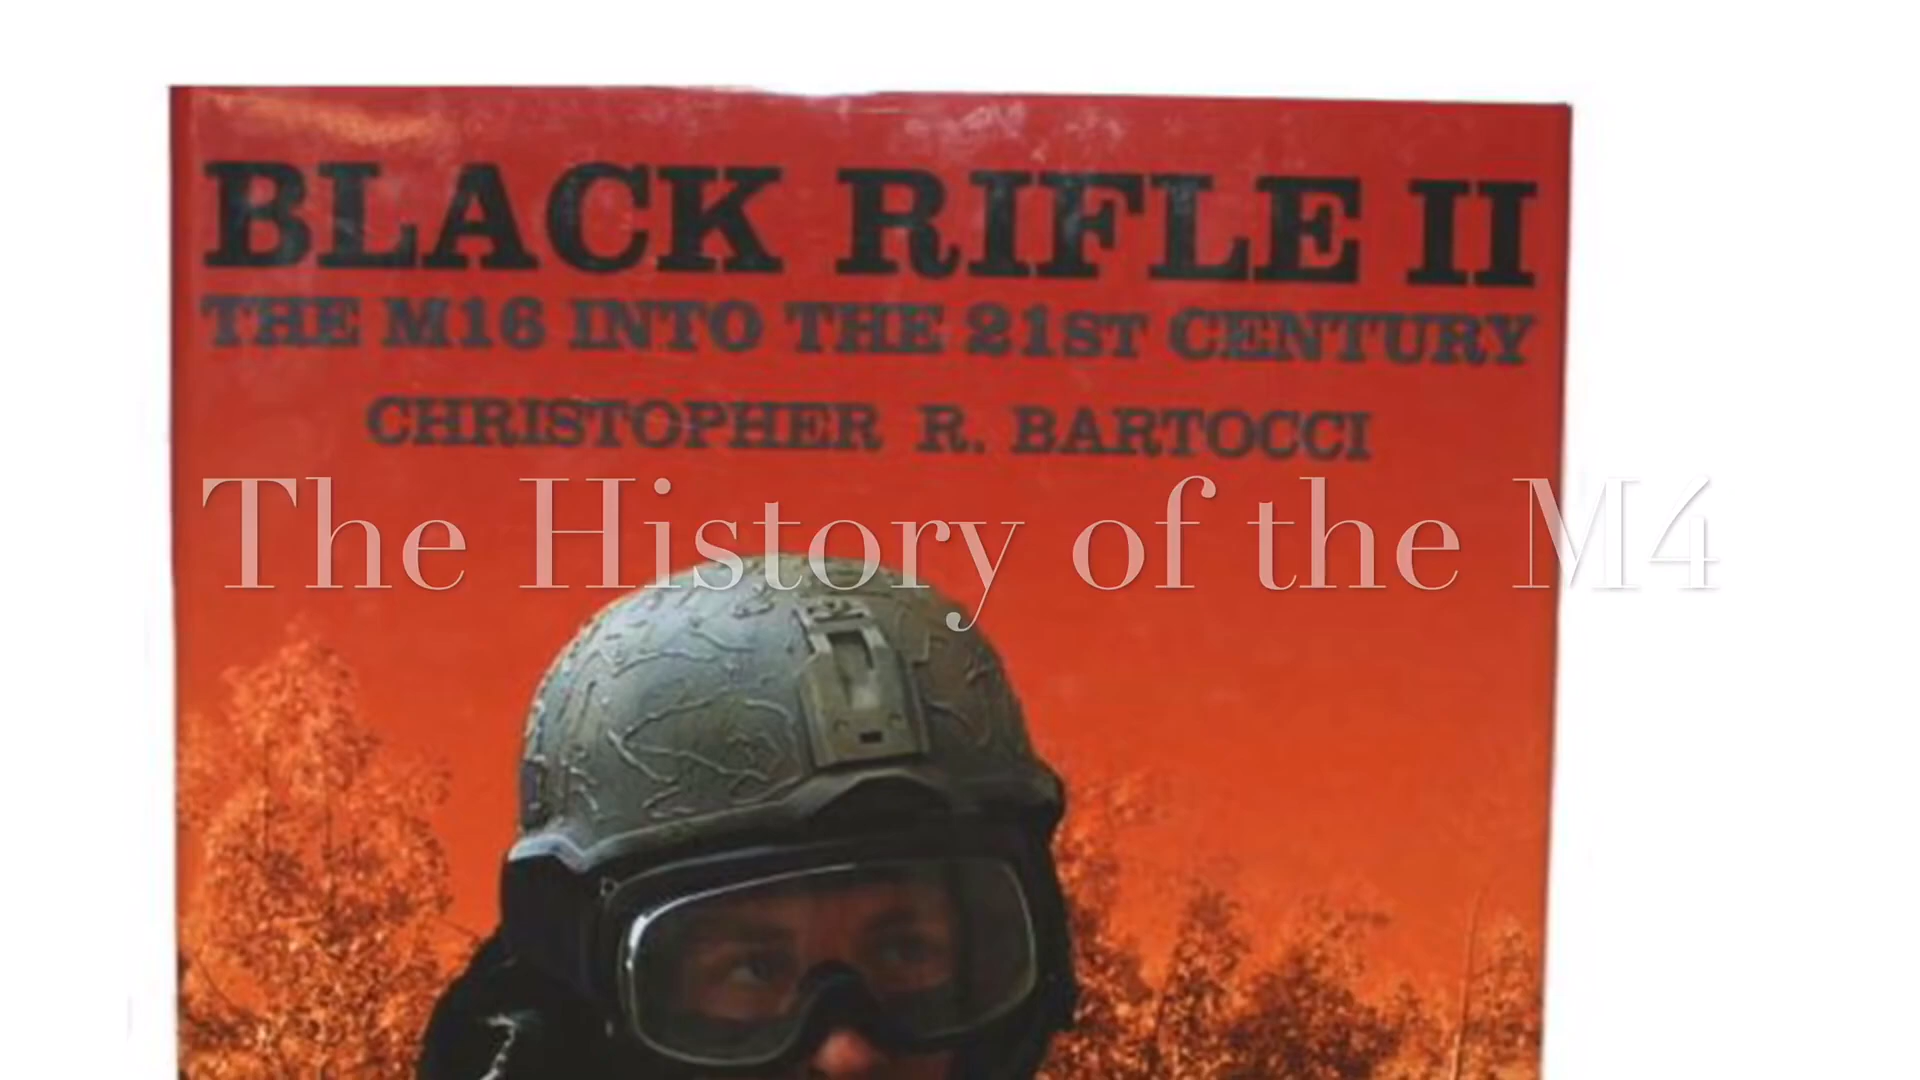 BLACK RIFLE II
THE M16 INTO THE 21ST CENTURY
CHRISTOPHER R. BARTOCCI
The History of the M4